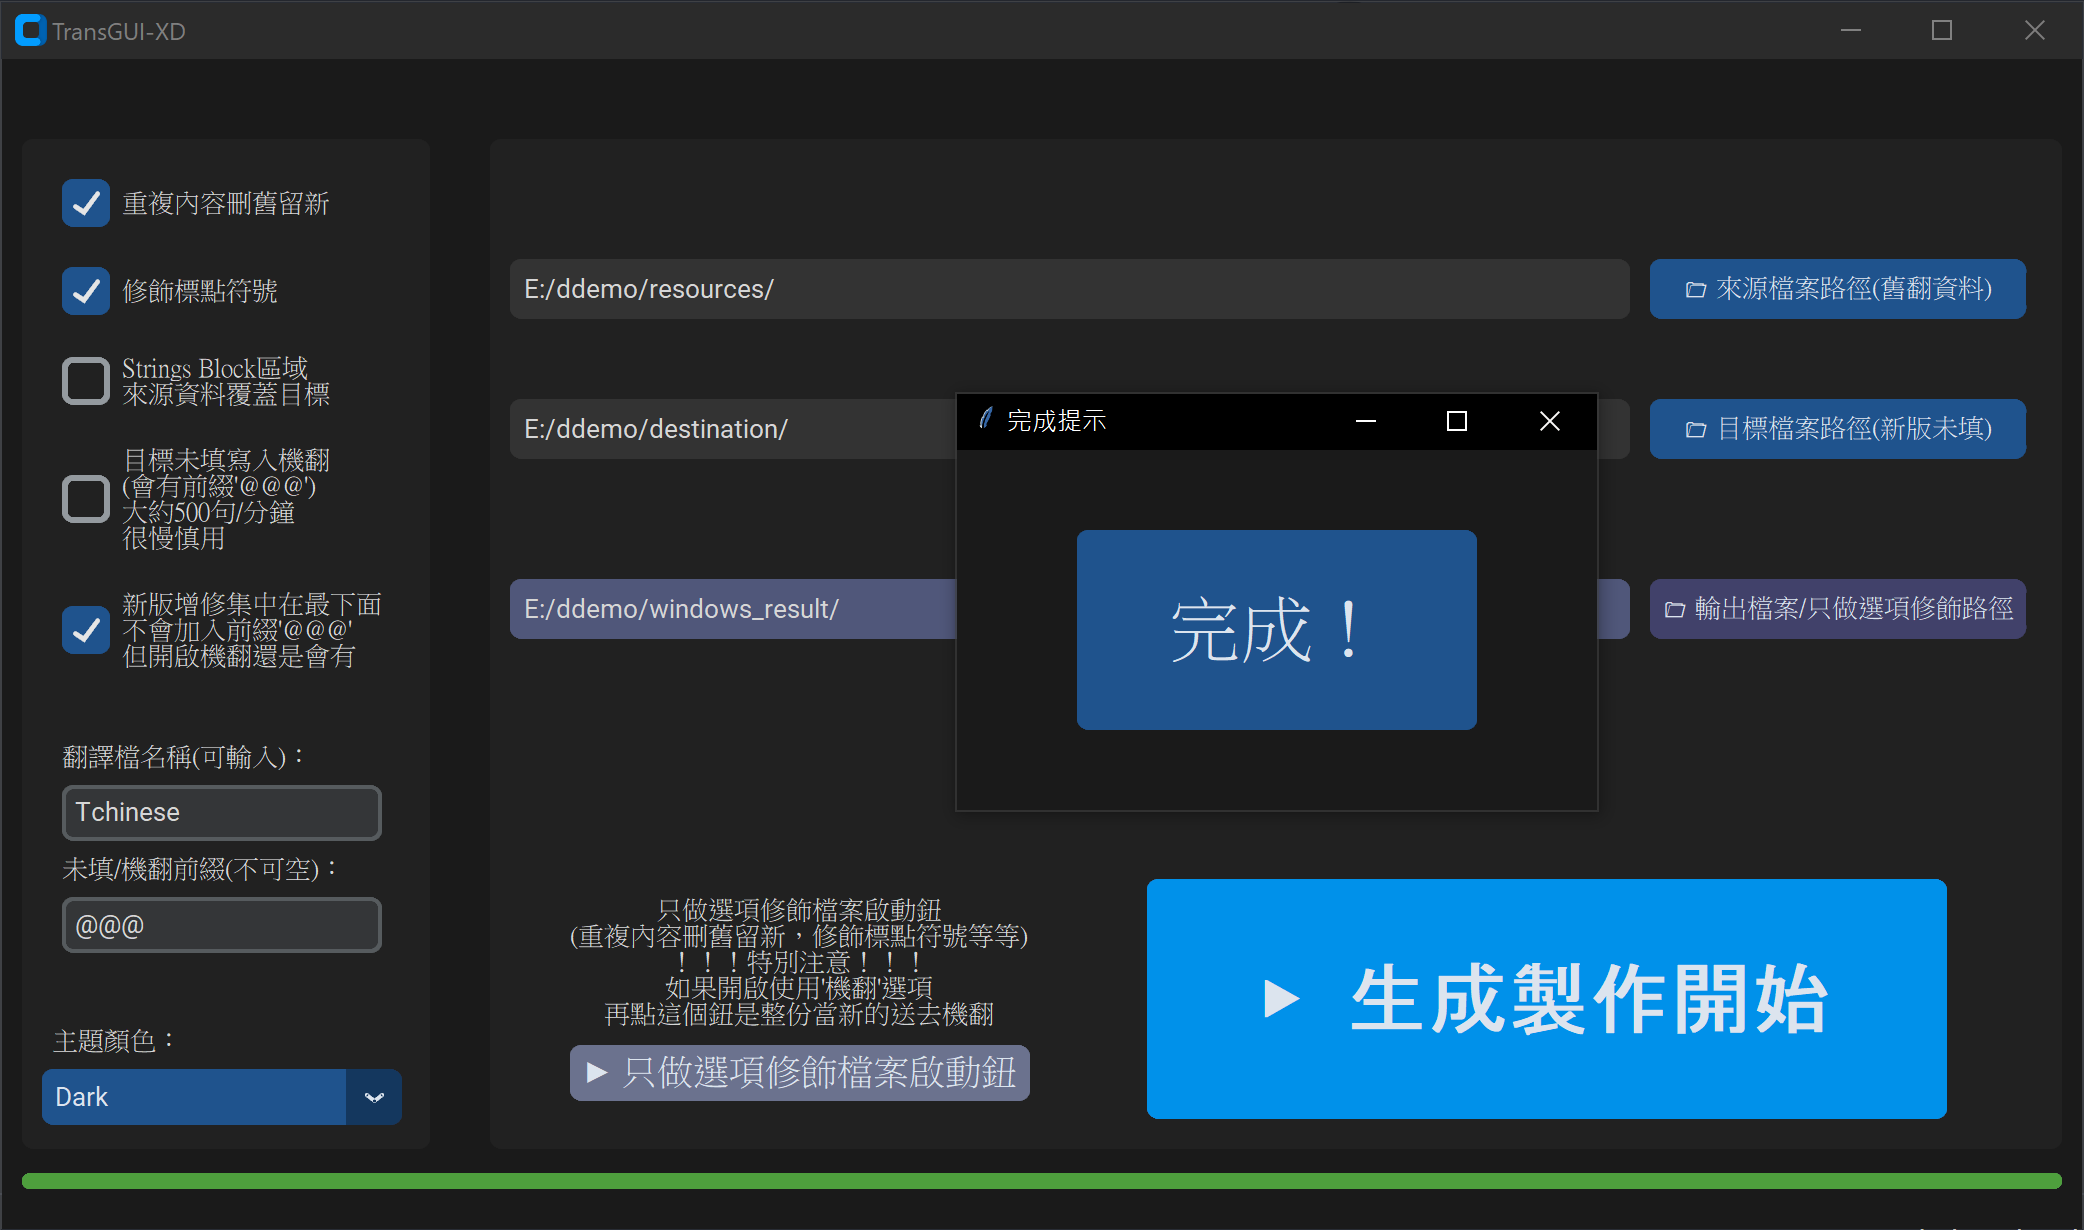 TransGUI-XD
重複內容刪舊留新
修飾標點符號
Strings Block區域
來源資料覆蓋目標
目標未填寫入機翻
(會有前綴'@@@')
大約500句/分鐘
很慢慎用
新版增修集中在最下面
不會加入前綴'@@@'
但開啟機翻還是會有
翻譯檔名稱(可輸入)：
Tchinese
未填/機翻前綴(不可空)：
@@@
主題顏色：
Dark
E:/ddemo/resources/
來源檔案路徑(舊翻資料)
E:/ddemo/destination/
目標檔案路徑(新版未填)
E:/ddemo/windows_result/
輸出檔案/只做選項修飾路徑
完成提示
完成！
只做選項修飾檔案啟動鈕
(重複內容刪舊留新，修飾標點符號等等)
！！！特別注意！！！
如果開啟使用'機翻'選項
再點這個鈕是整份當新的送去機翻
▶ 只做選項修飾檔案啟動鈕
▶ 生成製作開始